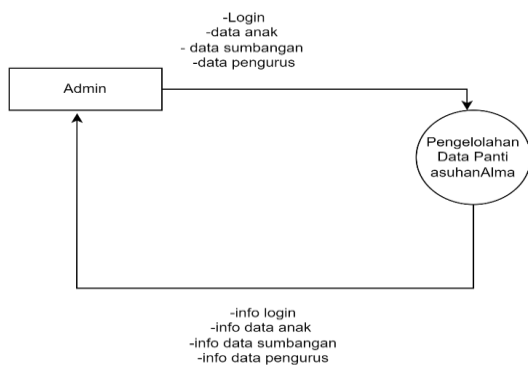 -Login
-data anak
- data sumbangan
-data pengurus
Admin
Pengelolahan
Data Panti
asuhanAlma
-info login
-info data anak
-info data sumbangan
-info data pengurus